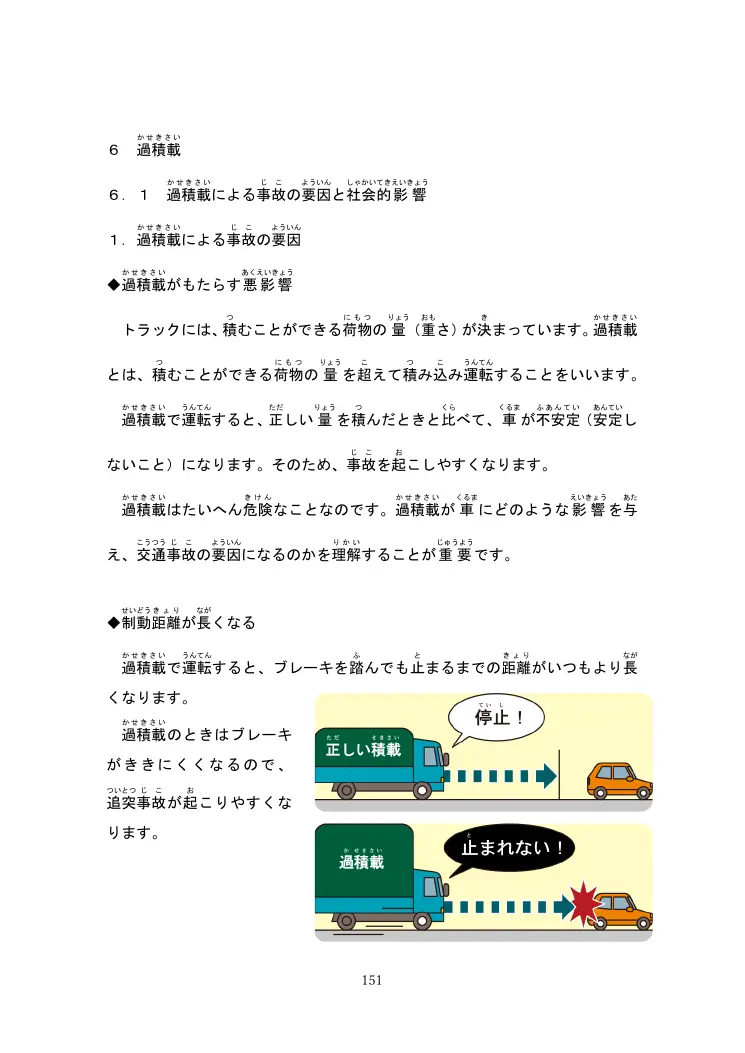 ６　過積載
６．１　過積載による事故の要因と社会的影響
１．過積載による事故の要因
◆過積載がもたらす悪影響
トラックには、積むことができる荷物の量（重さ）が決まっています。過積載
とは、積むことができる荷物の量を超えて積み込み運転することをいいます。
過積載で運転すると、正しい量を積んだときと比べて、車が不安定（安定し
ないこと）になります。そのため、事故を起こしやすくなります。
過積載はたいへん危険なことなのです。過積載が車にどのような影響を与
え、交通事故の要因になるのかを理解することが重要です。
◆制動距離が長くなる
過積載で運転すると、ブレーキを踏んでも止まるまでの距離がいつもより長
くなります。
過積載のときはブレーキ
がききにくくなるので、
追突事故が起こりやすくな
ります。
停止！
正しい積載
止まれない！
過積載
151